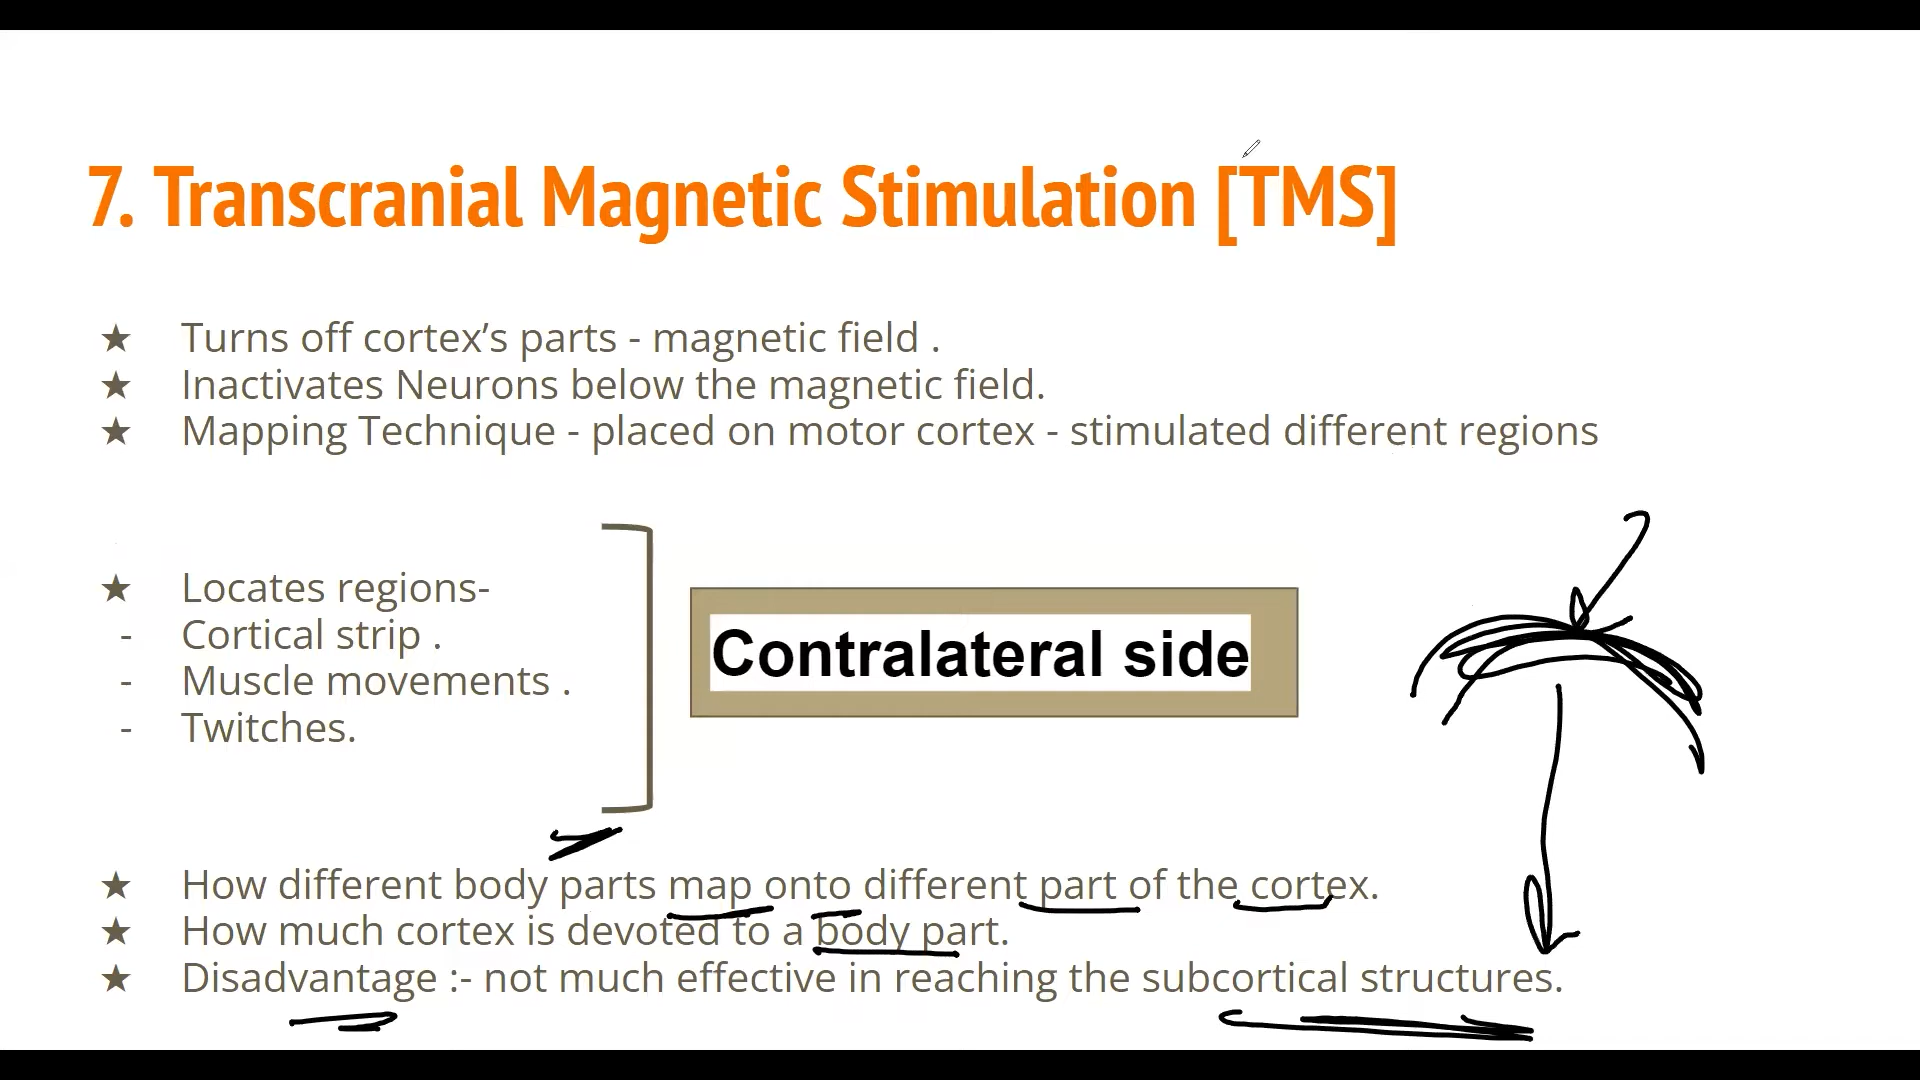 7. Transcranial Magnetic Stimulation [TMS]
★ Turns off cortex’s parts - magnetic field .
★ Inactivates Neurons below the magnetic field.
★ Mapping Technique - placed on motor cortex - stimulated different regions
★ Locates regions-
- Cortical strip .
- Muscle movements .
- Twitches.
Contralateral side
★ How different body parts map onto different part of the cortex.
★ How much cortex is devoted to a body part.
★ Disadvantage :- not much effective in reaching the subcortical structures.